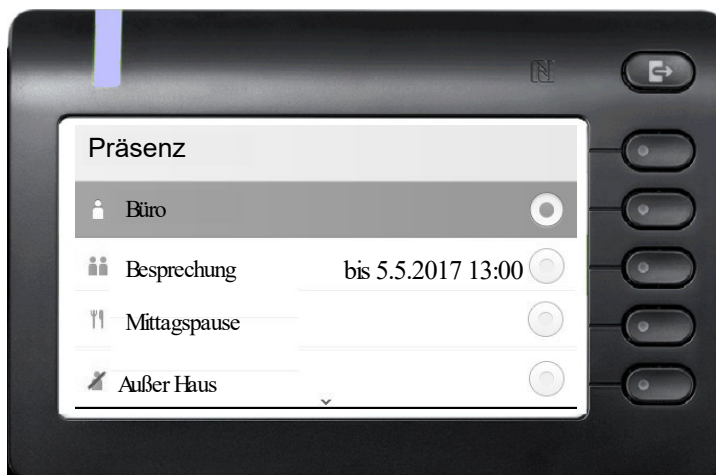 Präsenz
Büro
Besprechung bis 5.5.2017 13:00
Mittagspause
Außer Haus